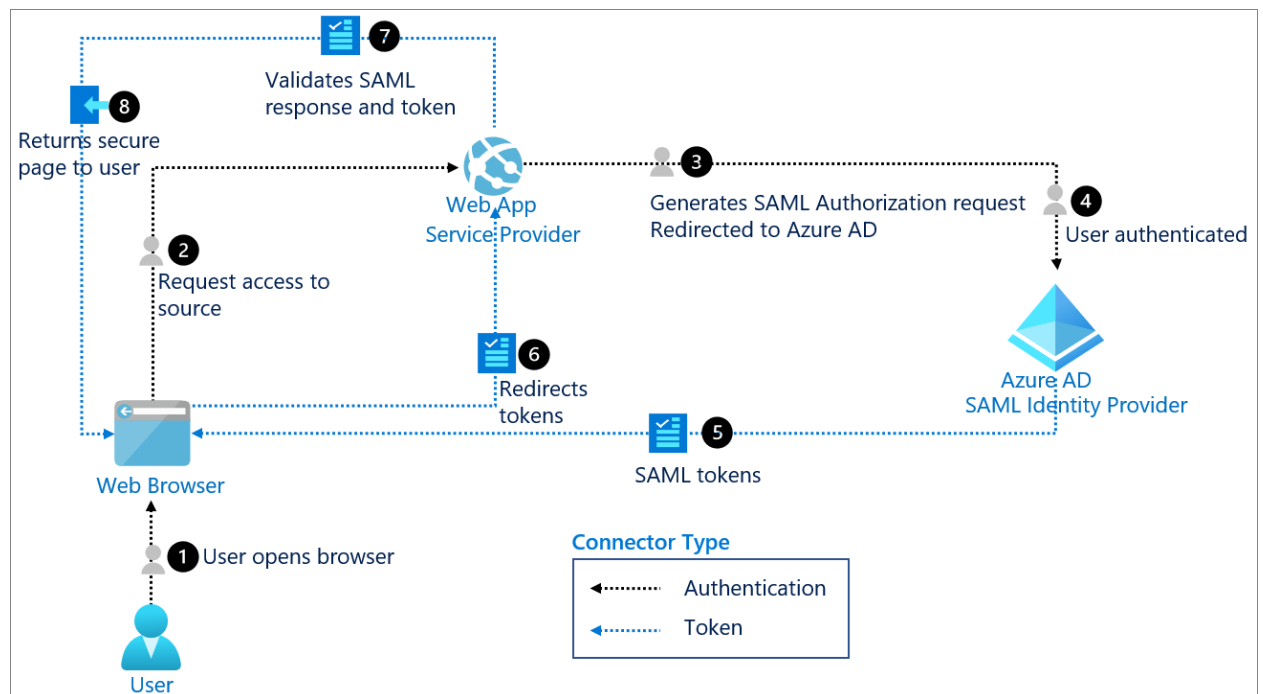 7
Validates SAML
response and token
8
Returns secure
page to user
Web App
Service Provider
3
Generates SAML Authorization request
Redirected to Azure AD
4
User authenticated
2
Request access to
source
6
Redirects
tokens
Azure AD
SAML Identity Provider
5
SAML tokens
Web Browser
1
User opens browser
User
Connector Type
Authentication
Token